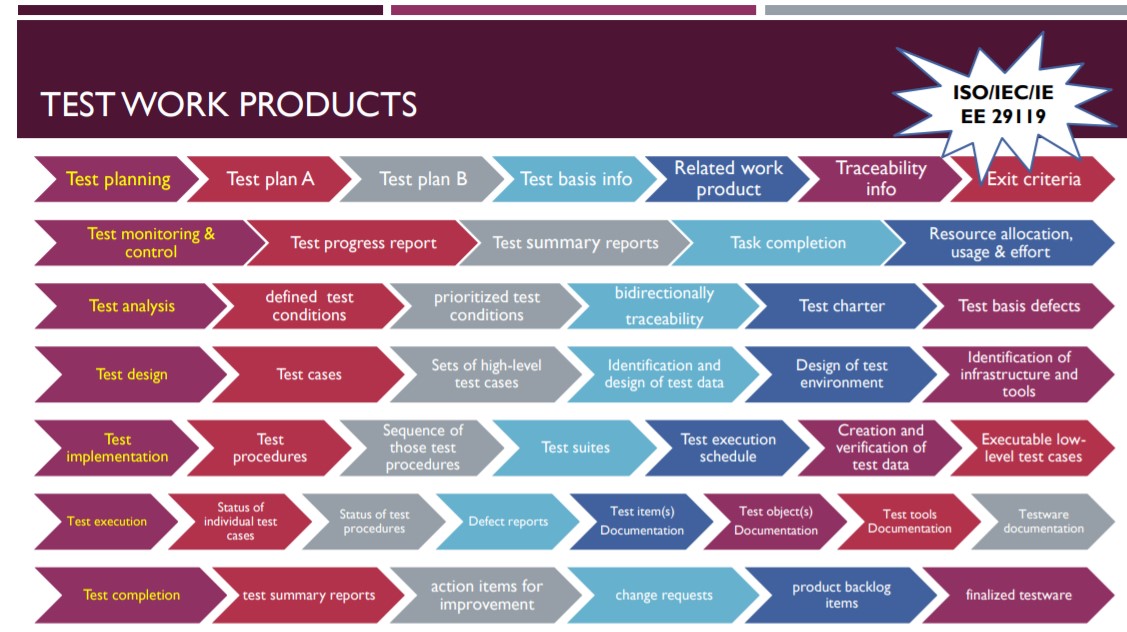 TEST WORK PRODUCTS
ISO/IEC/IE
EE 29119
Test planning
Test plan A
Test plan B
Test basis info
Related work
product
Traceability
info
Exit criteria
Test monitoring &
control
Test progress report
Test summary reports
Task completion
Resource allocation,
usage & effort
Test analysis
defined test
conditions
prioritized test
conditions
bidirectionally
traceability
Test charter
Test basis defects
Test design
Test cases
Sets of high-level
test cases
Identification and
design of test data
Design of test
environment
Identification of
infrastructure and
tools
Test
implementation
Test
procedures
Sequence of
those test
procedures
Test suites
Test execution
schedule
Creation and
verification of
test data
Executable low-
level test cases
Test execution
Status of
individual test
cases
Status of test
procedures
Defect reports
Test item(s)
Documentation
Test object(s)
Documentation
Test tools
Documentation
Testware
documentation
Test completion
test summary reports
action items for
improvement
change requests
product backlog
items
finalized testware